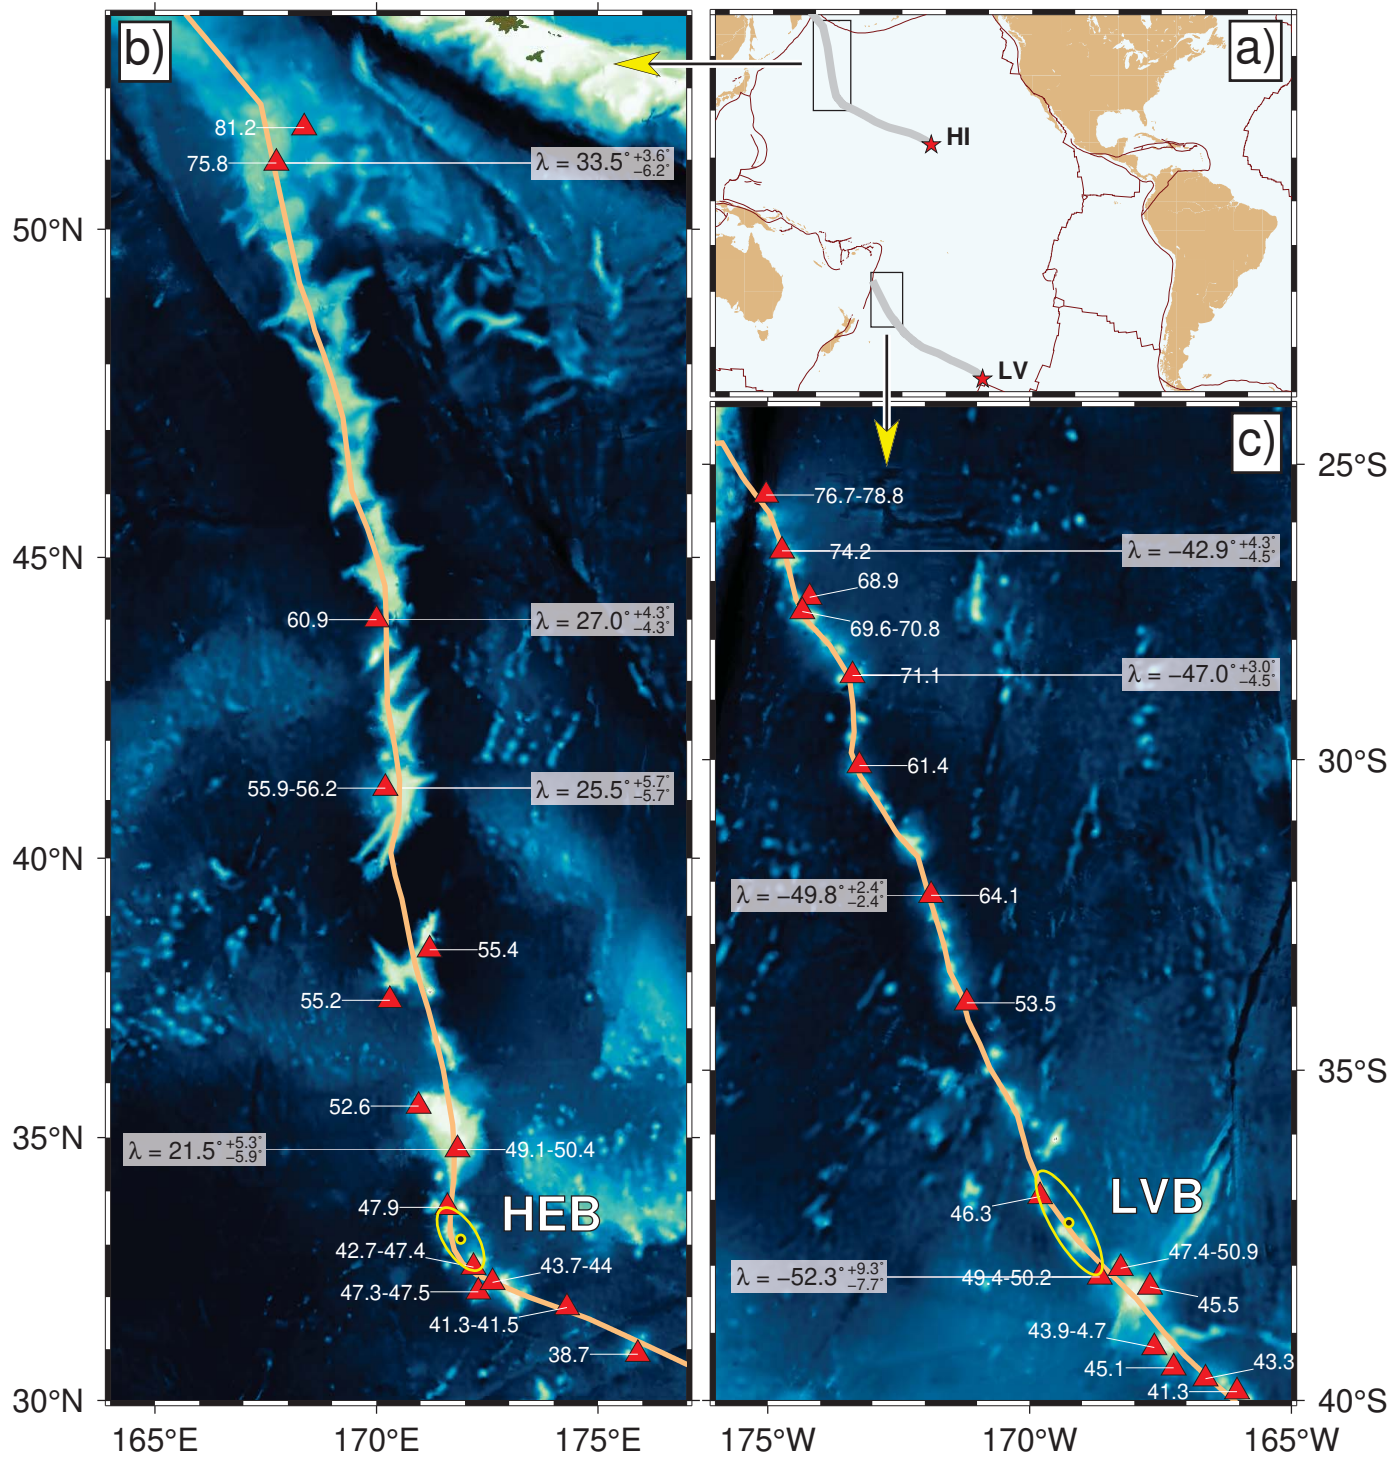 b)
81.2
75.8
λ = 33.5° +3.6° −6.2°
50°N
45°N
60.9
λ = 27.0° +4.3° −4.3°
55.9-56.2
λ = 25.5° +5.7° −5.7°
40°N
55.4
55.2
52.6
35°N
λ = 21.5° +5.3° −5.9°
49.1-50.4
47.9
HEB
42.7-47.4
43.7-44
47.3-47.5
41.3-41.5
38.7
30°N
165°E
170°E
175°E
a)
HI
LV
c)
25°S
76.7-78.8
74.2
λ = −42.9° +4.3° −4.5°
68.9
69.6-70.8
71.1
λ = −47.0° +3.0° −4.5°
30°S
61.4
λ = −49.8° +2.4° −2.4°
64.1
53.5
35°S
46.3
LVB
47.4-50.9
λ = −52.3° +9.3° −7.7°
49.4-50.2
45.5
43.9-4.7
45.1
43.3
41.3
40°S
175°W
170°W
165°W